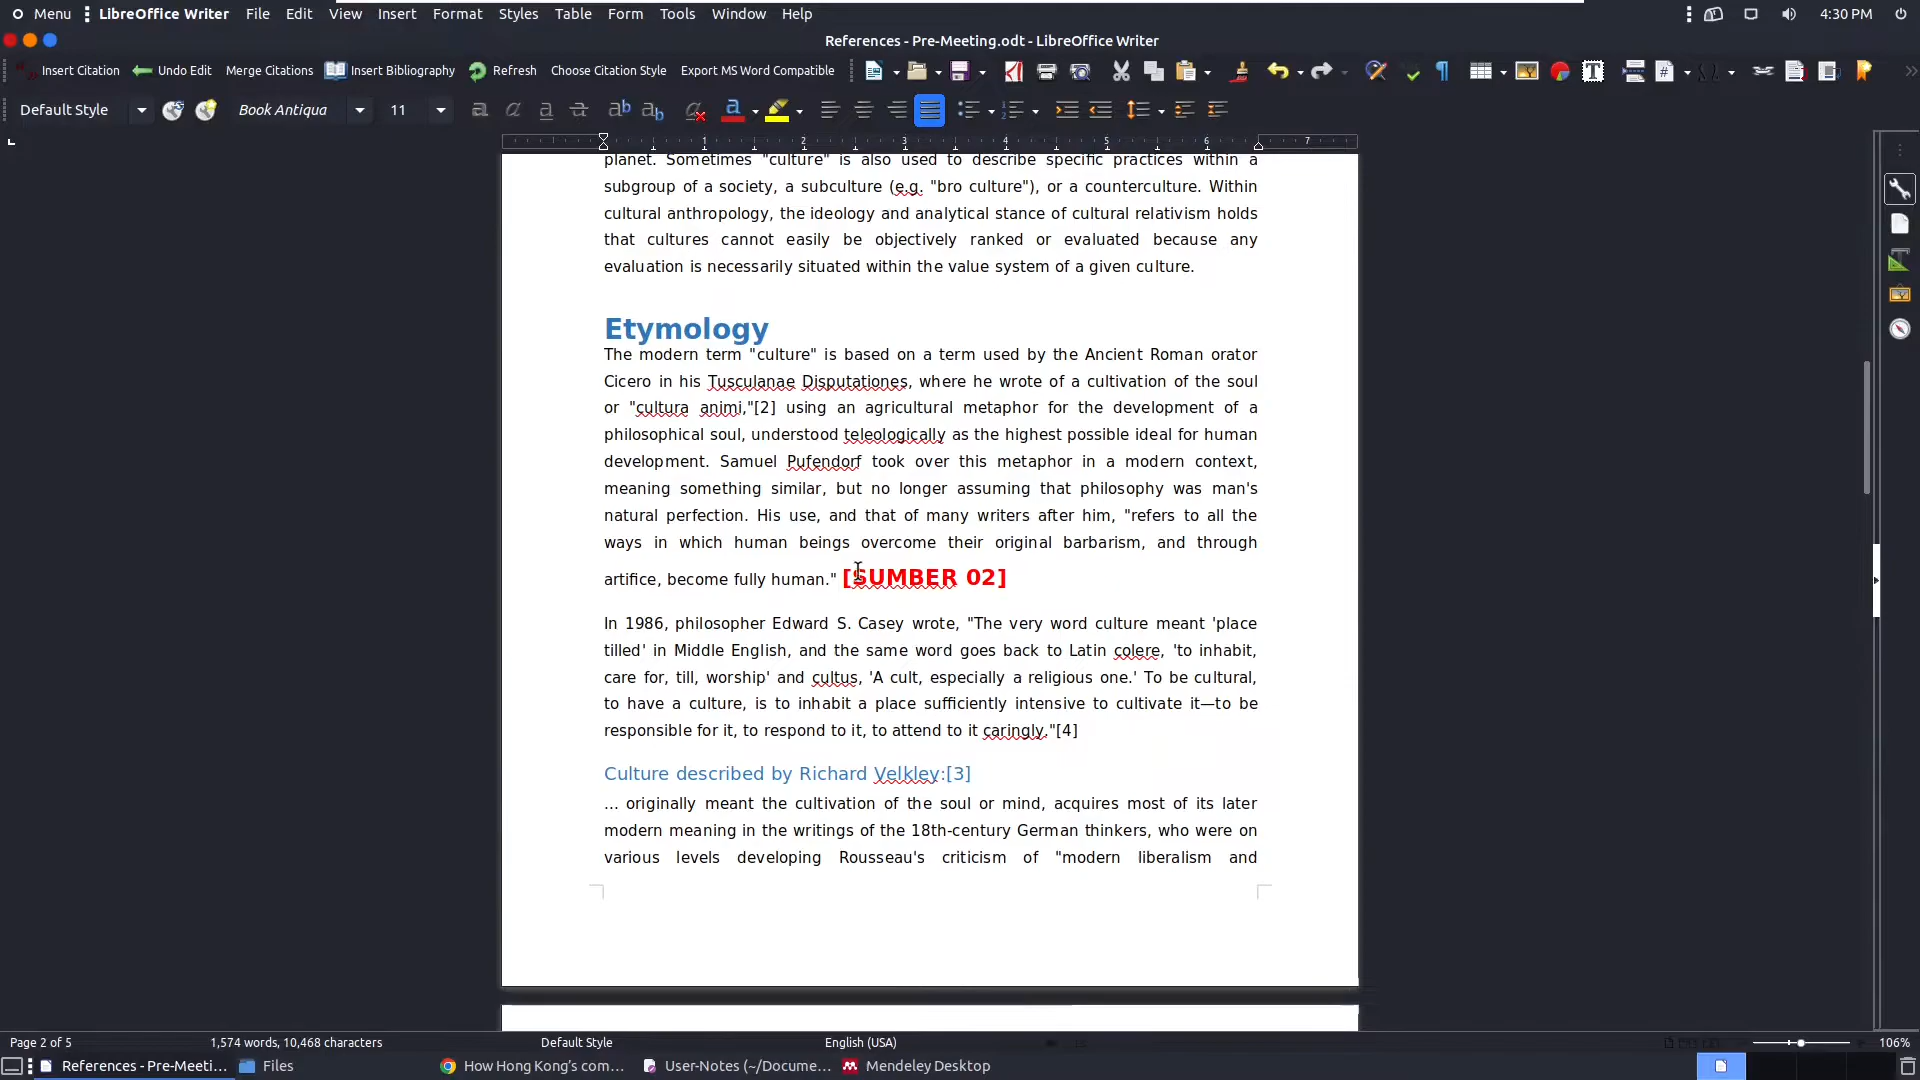 Menu LibreOffice Writer File Edit View Insert Format Styles Table Form Tools Window Help 4:30 PM
References - Pre-Meeting.odt - LibreOffice Writer
Insert Citation Undo Edit Merge Citations Insert Bibliography Refresh Choose Citation Style Export MS Word Compatible
Default Style Book Antiqua 11
1 2 3 4 5 6 7
planet. Sometimes "culture" is also used to describe specific practices within a
subgroup of a society, a subculture (e.g. "bro culture"), or a counterculture. Within
cultural anthropology, the ideology and analytical stance of cultural relativism holds
that cultures cannot easily be objectively ranked or evaluated because any
evaluation is necessarily situated within the value system of a given culture.
Etymology
The modern term "culture" is based on a term used by the Ancient Roman orator
Cicero in his Tusculanae Disputationes, where he wrote of a cultivation of the soul
or "cultura animi,"[2] using an agricultural metaphor for the development of a
philosophical soul, understood teleologically as the highest possible ideal for human
development. Samuel Pufendorf took over this metaphor in a modern context,
meaning something similar, but no longer assuming that philosophy was man's
natural perfection. His use, and that of many writers after him, "refers to all the
ways in which human beings overcome their original barbarism, and through
artifice, become fully human." [SUMBER 02]
In 1986, philosopher Edward S. Casey wrote, "The very word culture meant 'place
tilled' in Middle English, and the same word goes back to Latin colere, 'to inhabit,
care for, till, worship' and cultus, 'A cult, especially a religious one.' To be cultural,
to have a culture, is to inhabit a place sufficiently intensive to cultivate it—to be
responsible for it, to respond to it, to attend to it caringly."[4]
Culture described by Richard Velkley:[3]
... originally meant the cultivation of the soul or mind, acquires most of its later
modern meaning in the writings of the 18th-century German thinkers, who were on
various levels developing Rousseau's criticism of "modern liberalism and
Page 2 of 5 1,574 words, 10,468 characters Default Style English (USA) 106%
References - Pre-Meeti... Files How Hong Kong's com... User-Notes (~/Docume... Mendeley Desktop